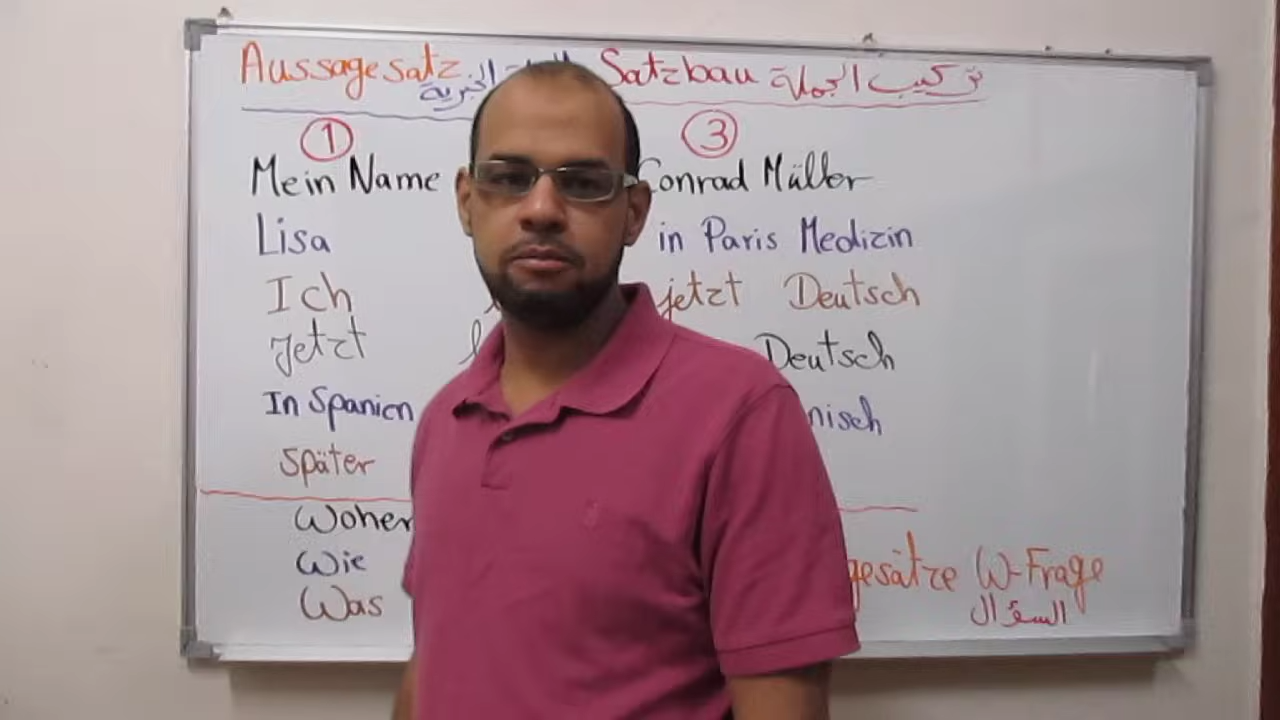 Aussagesatz الخبرية Satzbau تركيب الجملة
1 3
Mein Name Conrad Müller
Lisa in Paris Medizin
Ich jetzt Deutsch
Jetzt Deutsch
In Spanien nisch
Später
Woher
Wie gesätze W-Frage
Was السؤال